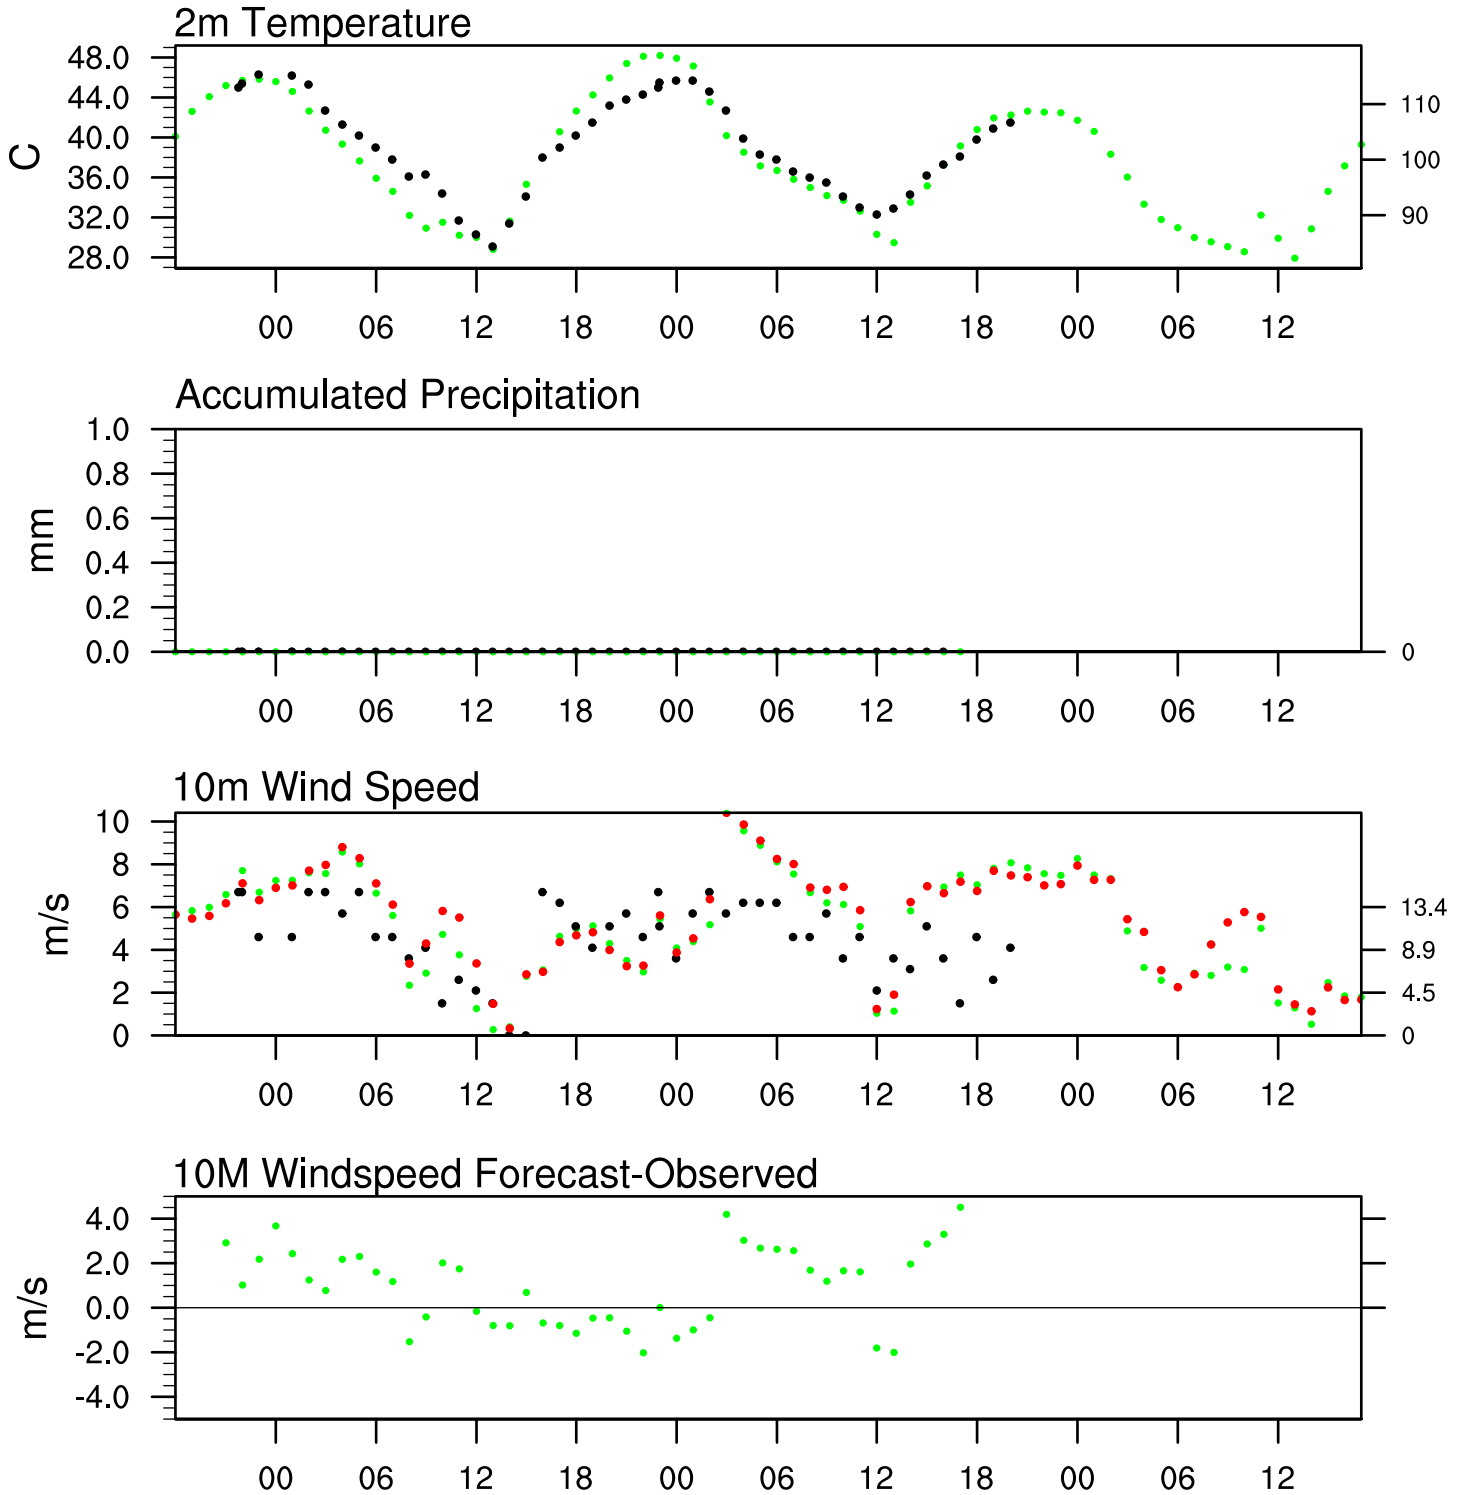 2m Temperature
48.0
44.0
40.0
36.0
32.0
28.0
C
110
100
90
00 06 12 18 00 06 12 18 00 06 12
Accumulated Precipitation
1.0
0.8
0.6
0.4
0.2
0.0
mm
0
00 06 12 18 00 06 12 18 00 06 12
10m Wind Speed
10
8
6
4
2
0
m/s
13.4
8.9
4.5
0
00 06 12 18 00 06 12 18 00 06 12
10M Windspeed Forecast-Observed
4.0
2.0
0.0
-2.0
-4.0
m/s
00 06 12 18 00 06 12 18 00 06 12